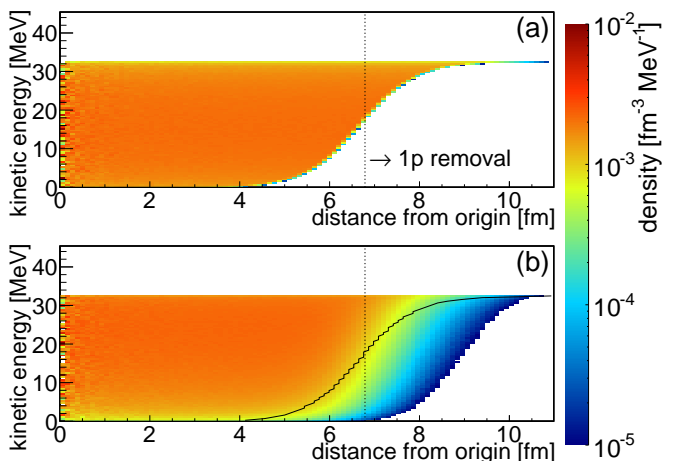 kinetic energy [MeV]
40
30
20
10
0
(a)
→ 1p removal
0 2 4 6 8 10
distance from origin [fm]
kinetic energy [MeV]
40
30
20
10
0
(b)
0 2 4 6 8 10
distance from origin [fm]
10⁻²
10⁻³
10⁻⁴
10⁻⁵
density [fm⁻³ MeV⁻¹]